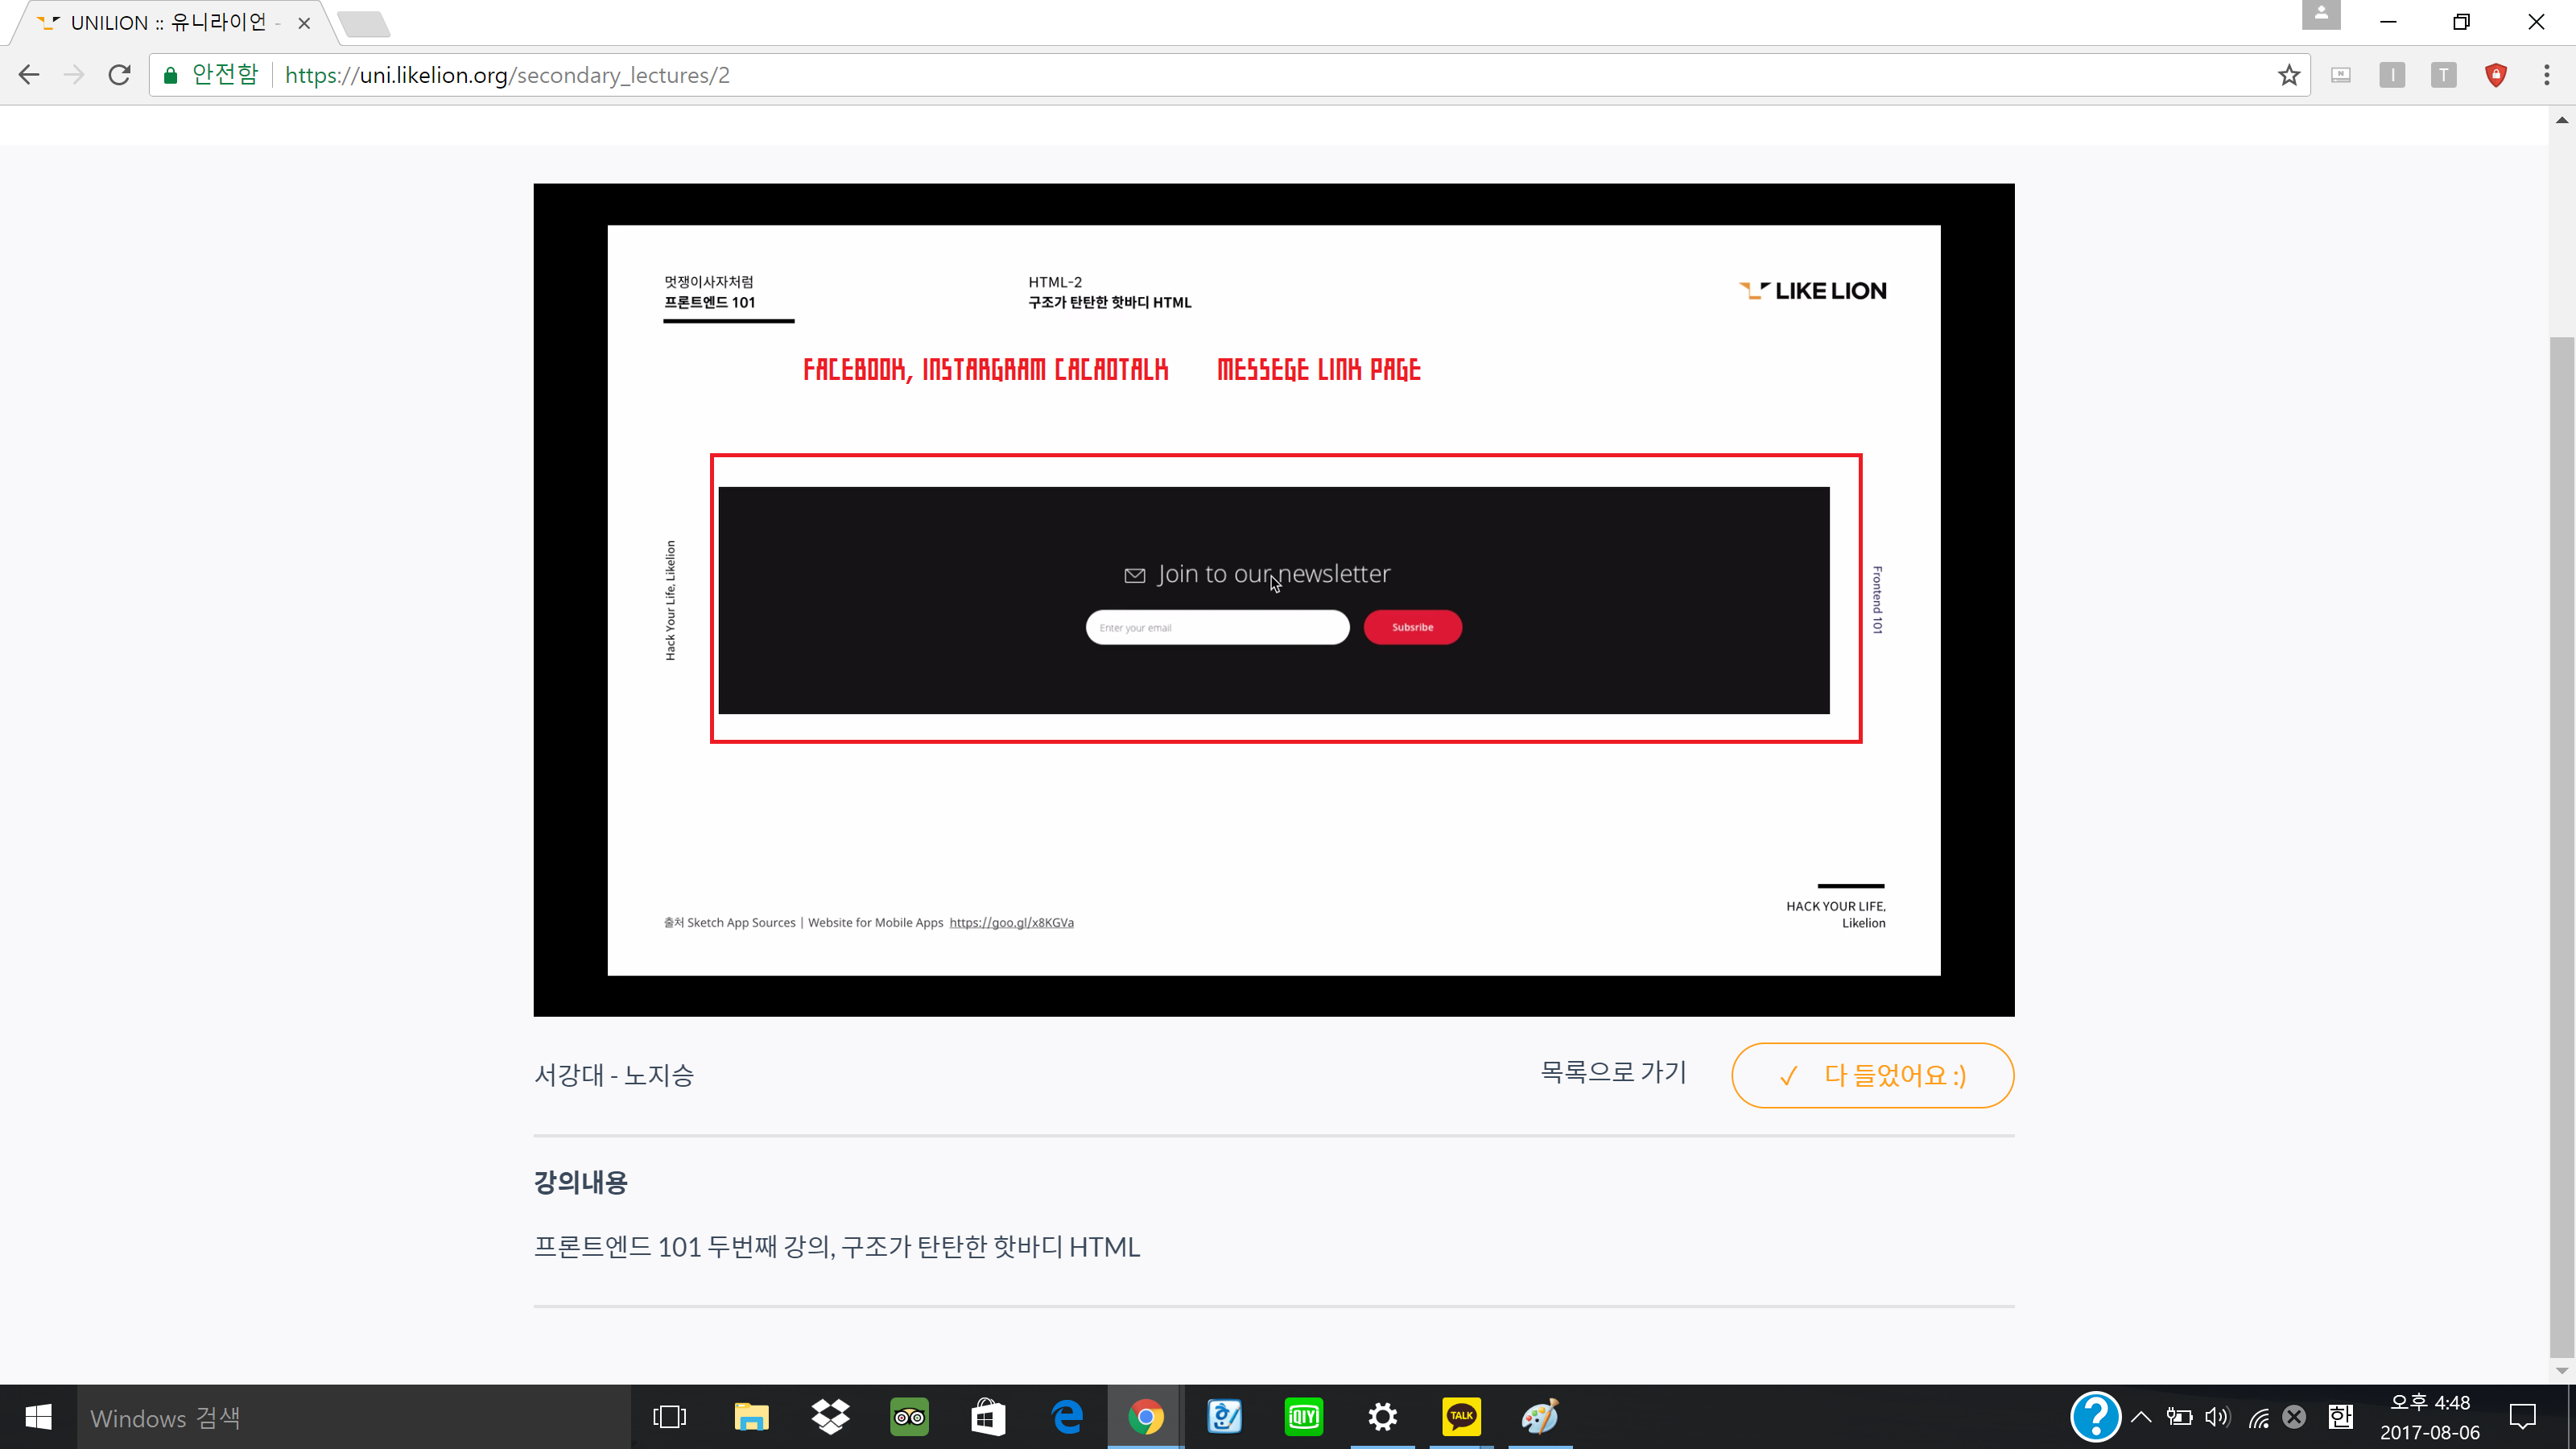 UNILION :: 유니라이언 -
안전함
https://uni.likelion.org/secondary_lectures/2
멋쟁이사자처럼
프론트엔드 101
HTML-2
구조가 탄탄한 핫바디 HTML
LIKE LION
FACEBOOK, INSTARGRAM CACAOTALK MESSEGE LINK PAGE
Hack Your Life, Likelion
Join to our newsletter
Enter your email
Subsribe
Frontend 101
출처 Sketch App Sources | Website for Mobile Apps https://goo.gl/x8KGVa
HACK YOUR LIFE,
Likelion
서강대 - 노지승
목록으로 가기
✓ 다 들었어요 :)
강의내용
프론트엔드 101 두번째 강의, 구조가 탄탄한 핫바디 HTML
Windows 검색
QIY
TALK
한
오후 4:48
2017-08-06